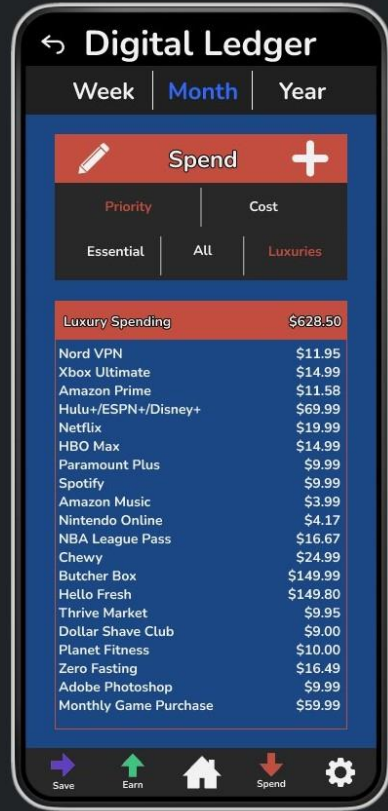 Digital Ledger
Week Month Year
Spend
Priority Cost
Essential All Luxuries
Luxury Spending $628.50
Nord VPN $11.95
Xbox Ultimate $14.99
Amazon Prime $11.58
Hulu+/ESPN+/Disney+ $69.99
Netflix $19.99
HBO Max $14.99
Paramount Plus $9.99
Spotify $9.99
Amazon Music $3.99
Nintendo Online $4.17
NBA League Pass $16.67
Chewy $24.99
Butcher Box $149.99
Hello Fresh $149.80
Thrive Market $9.95
Dollar Shave Club $9.00
Planet Fitness $10.00
Zero Fasting $16.49
Adobe Photoshop $9.99
Monthly Game Purchase $59.99
Save Earn Spend